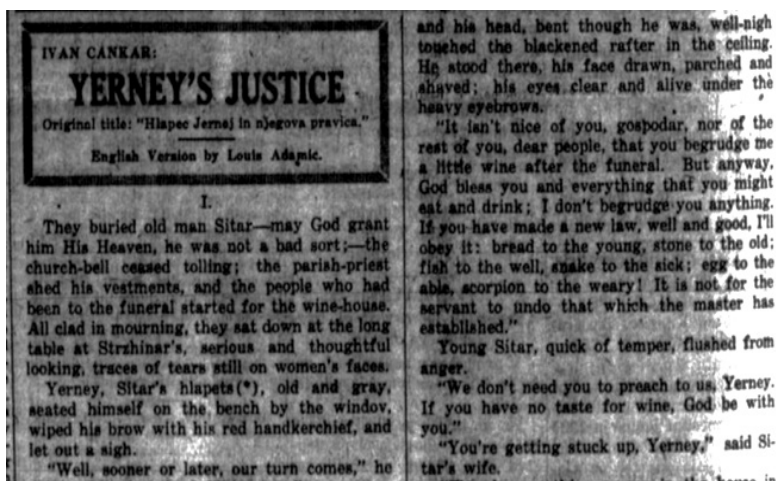 IVAN CANKAR:
YERNEY'S JUSTICE
Original title: "Hlapec Jernej in njegova pravica."
English Version by Louis Adamic.
I.
They buried old man Sitar—may God grant
him His Heaven, he was not a bad sort;—the
church-bell ceased tolling; the parish-priest
shed his vestments, and the people who had
been to the funeral started for the wine-house.
All clad in mourning, they sat down at the long
table at Strzhinar's, serious and thoughtful
looking, traces of tears still on women's faces.
Yerney, Sitar's hlapets(*), old and gray,
seated himself on the bench by the windov,
wiped his brow with his red handkerchief, and
let out a sigh.
"Well, sooner or later, our turn comes," he
and his head, bent though he was, well-nigh
touched the blackened rafter in the ceiling.
He stood there, his face drawn, parched and
shaved; his eyes clear and alive under the
heavy eyebrows.
"It isn't nice of you, gospodar, nor of the
rest of you, dear people, that you begrudge me
a little wine after the funeral. But anyway,
God bless you and everything that you might
eat and drink; I don't begrudge you anything.
If you have made a new law, well and good, I'll
obey it: bread to the young, stone to the old;
fish to the well, snake to the sick; egg to the
able, scorpion to the weary! It is not for the
servant to undo that which the master has
established."
Young Sitar, quick of temper, flushed from
anger.
"We don't need you to preach to us, Yerney.
If you have no taste for wine, God be with
you."
"You're getting stuck up, Yerney," said Si-
tar's wife.